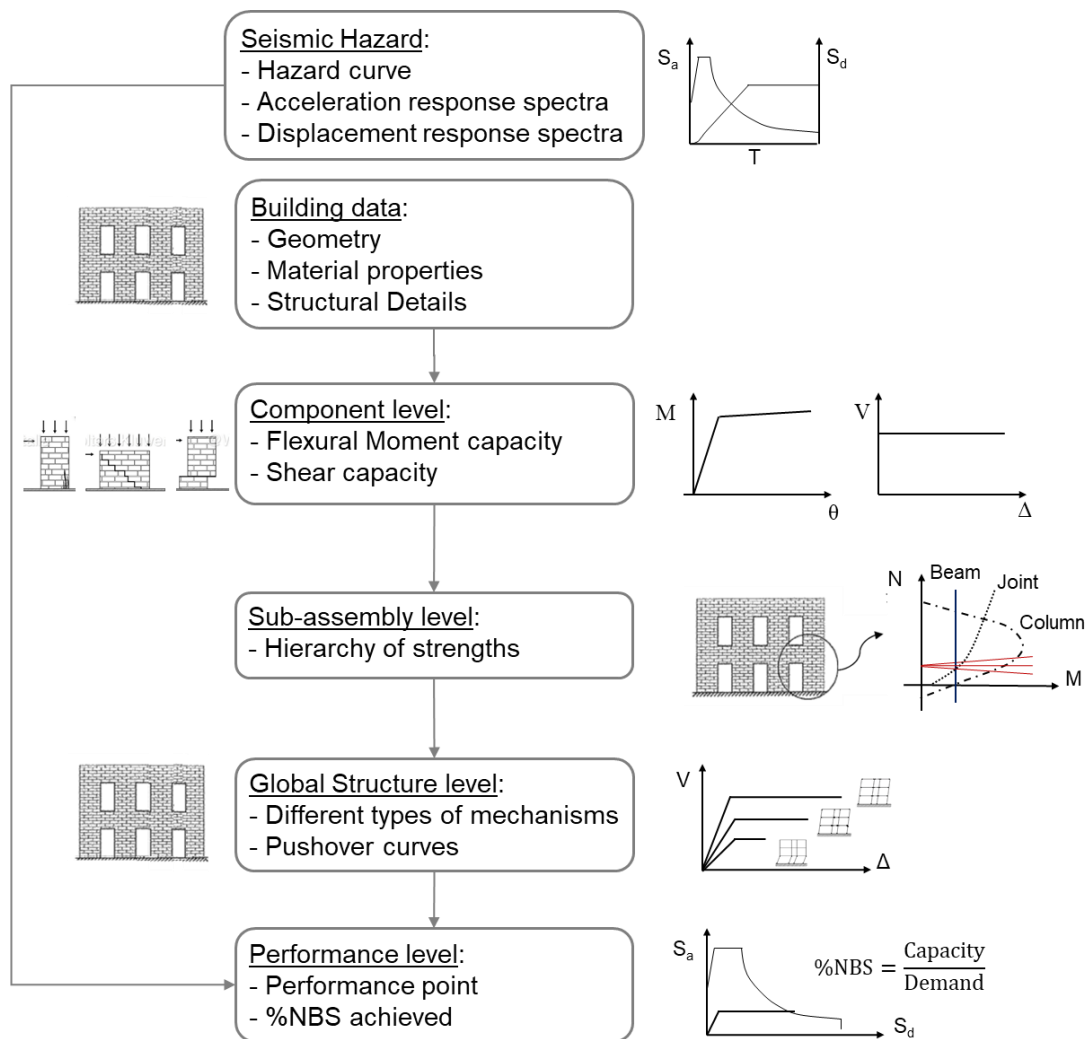 Seismic Hazard:
- Hazard curve
- Acceleration response spectra
- Displacement response spectra
Sa
Sd
T
Building data:
- Geometry
- Material properties
- Structural Details
Component level:
- Flexural Moment capacity
- Shear capacity
M
θ
V
Δ
Sub-assembly level:
- Hierarchy of strengths
N
Beam
Joint
Column
M
Global Structure level:
- Different types of mechanisms
- Pushover curves
V
Δ
Performance level:
- Performance point
- %NBS achieved
Sa
Sd
%NBS = Capacity
Demand